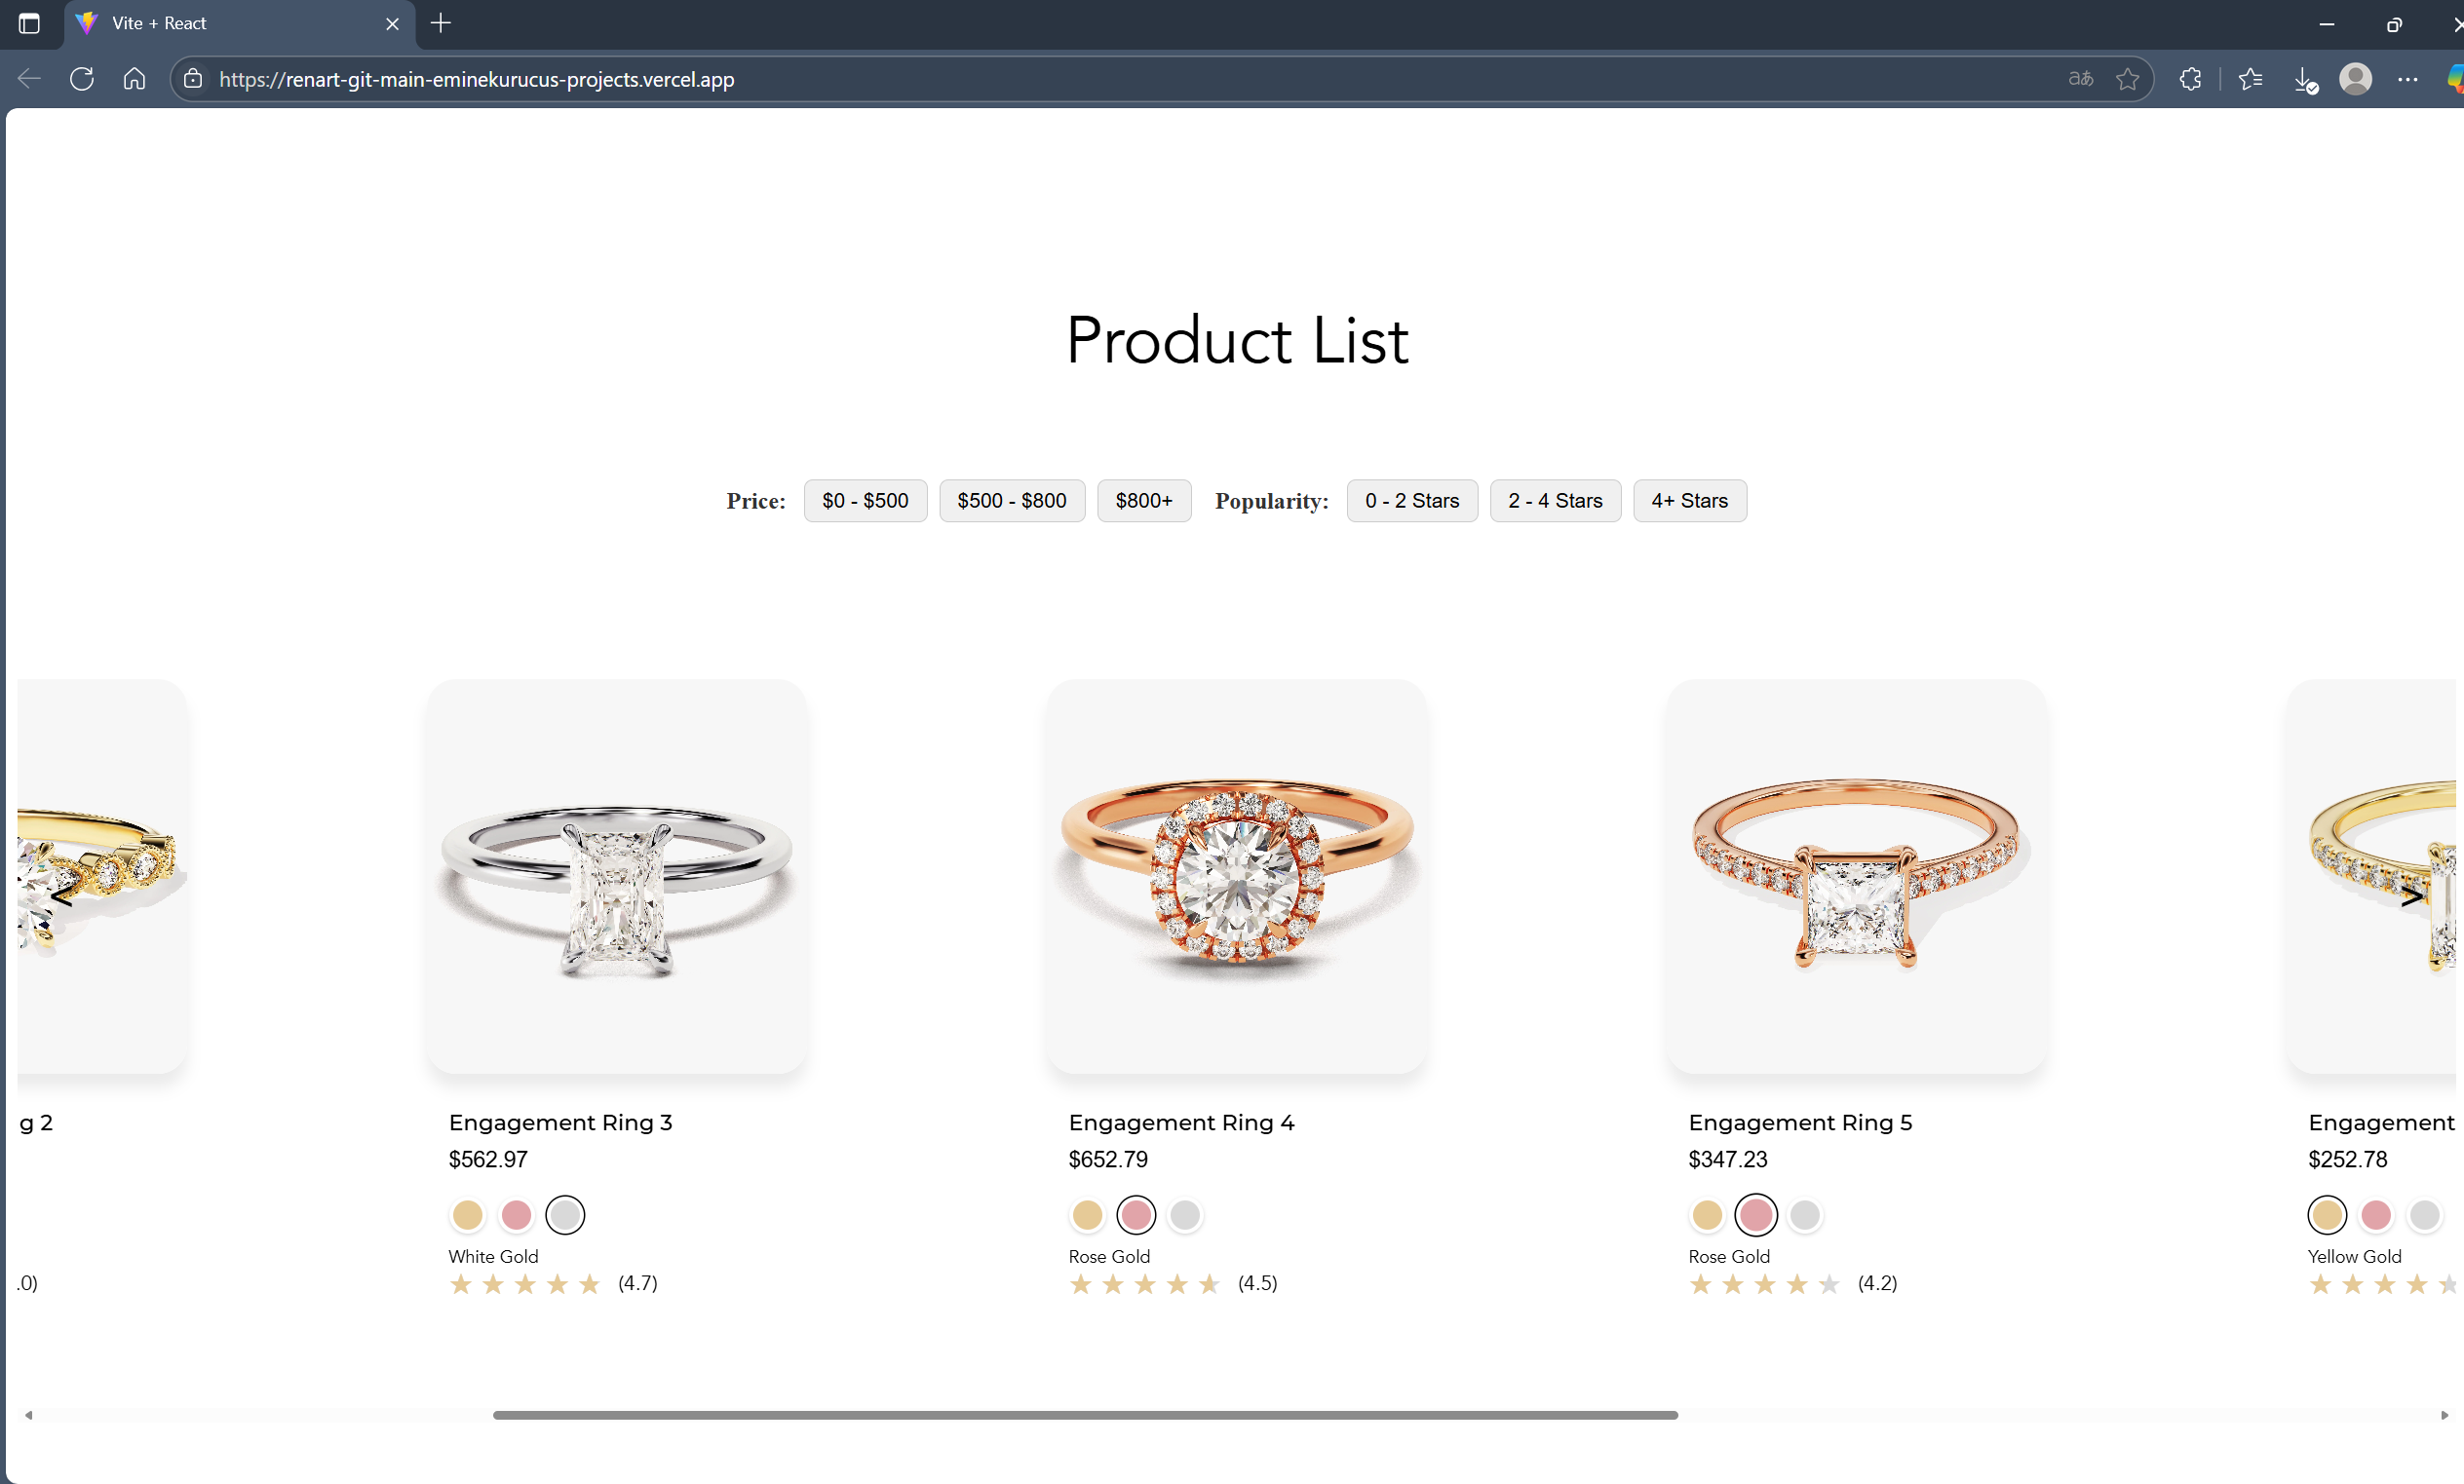 Vite + React
https://renart-git-main-eminekurucus-projects.vercel.app
aあ
Product List
Price: $0 - $500 $500 - $800 $800+ Popularity: 0 - 2 Stars 2 - 4 Stars 4+ Stars
<
>
g 2
.0)
Engagement Ring 3
$562.97
White Gold
(4.7)
Engagement Ring 4
$652.79
Rose Gold
(4.5)
Engagement Ring 5
$347.23
Rose Gold
(4.2)
Engagement
$252.78
Yellow Gold